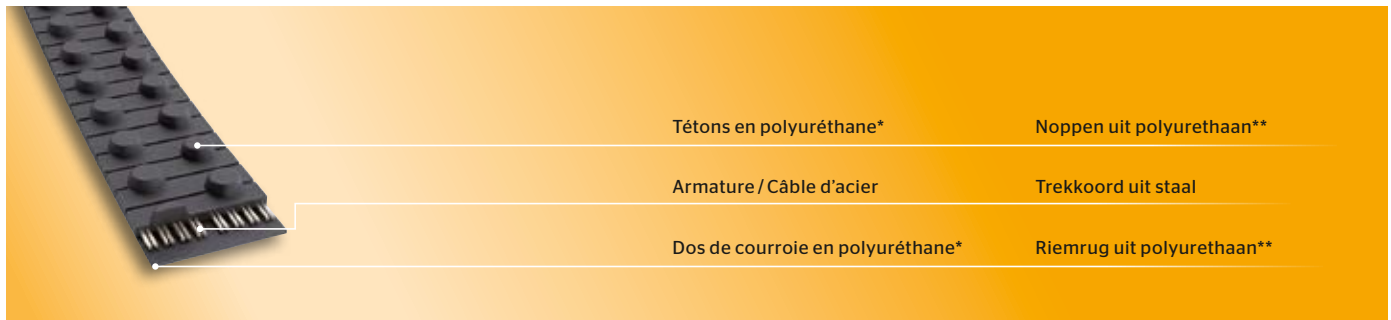 Tétons en polyuréthane* Noppen uit polyurethaan**
Armature / Câble d'acier Trekkoord uit staal
Dos de courroie en polyuréthane* Riemrug uit polyurethaan**